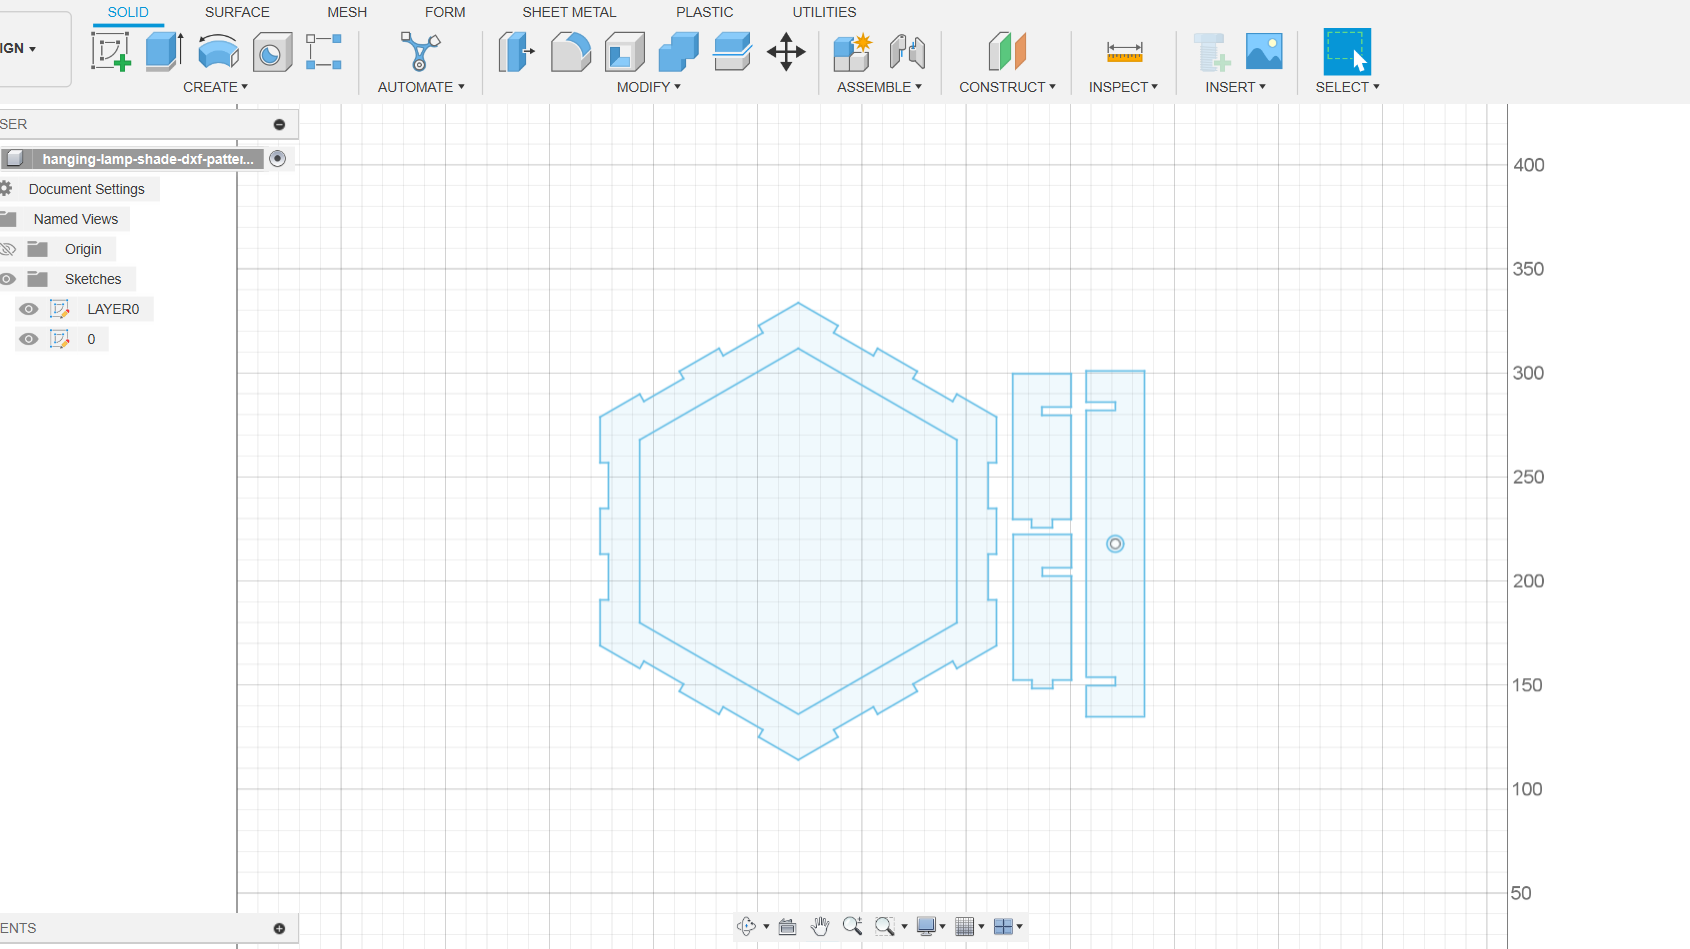 SOLID SURFACE MESH FORM SHEET METAL PLASTIC UTILITIES
IGN
CREATE AUTOMATE MODIFY ASSEMBLE CONSTRUCT INSPECT INSERT SELECT
SER
hanging-lamp-shade-dxf-patter...
Document Settings
Named Views
Origin
Sketches
LAYER0
0
400
350
300
250
200
150
100
50
ENTS